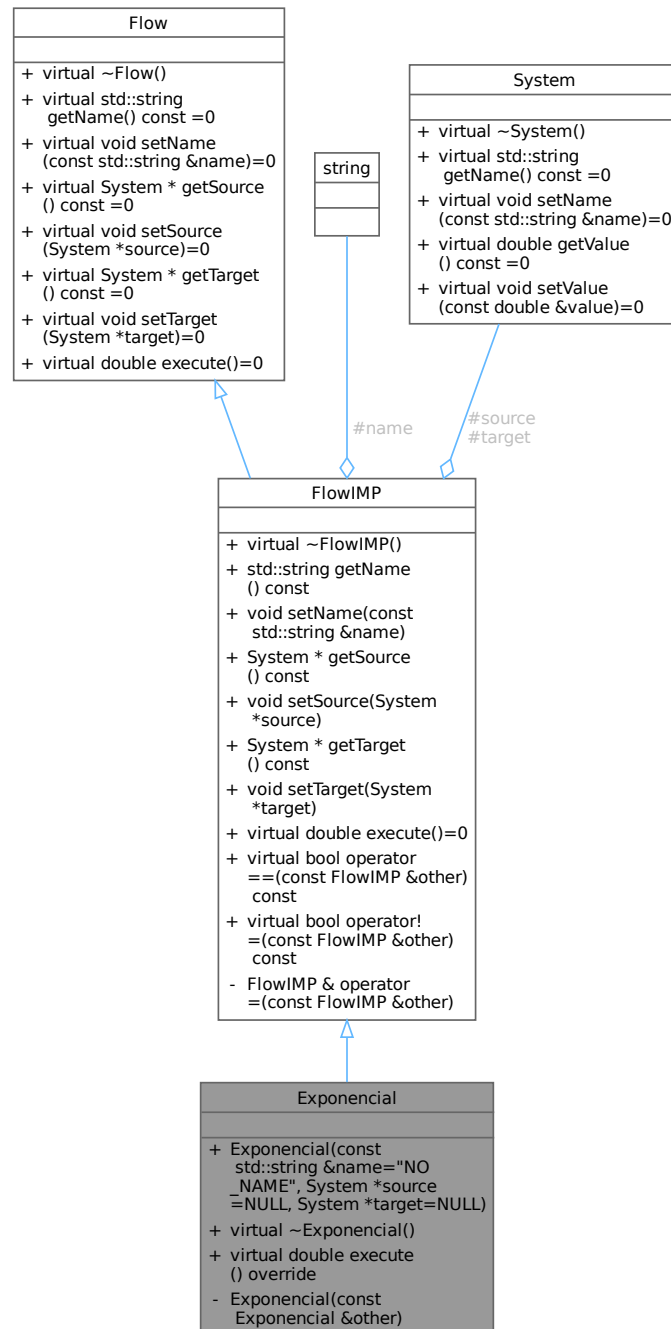 Flow
+ virtual ~Flow()
+ virtual std::string
getName() const =0
+ virtual void setName
(const std::string &name)=0
+ virtual System * getSource
() const =0
+ virtual void setSource
(System *source)=0
+ virtual System * getTarget
() const =0
+ virtual void setTarget
(System *target)=0
+ virtual double execute()=0
string
System
+ virtual ~System()
+ virtual std::string
getName() const =0
+ virtual void setName
(const std::string &name)=0
+ virtual double getValue
() const =0
+ virtual void setValue
(const double &value)=0
#name
#source
#target
FlowIMP
+ virtual ~FlowIMP()
+ std::string getName
() const
+ void setName(const
std::string &name)
+ System * getSource
() const
+ void setSource(System
*source)
+ System * getTarget
() const
+ void setTarget(System
*target)
+ virtual double execute()=0
+ virtual bool operator
==(const FlowIMP &other)
const
+ virtual bool operator!
=(const FlowIMP &other)
const
- FlowIMP & operator
=(const FlowIMP &other)
Exponencial
+ Exponencial(const
std::string &name="NO
_NAME", System *source
=NULL, System *target=NULL)
+ virtual ~Exponencial()
+ virtual double execute
() override
- Exponencial(const
Exponencial &other)